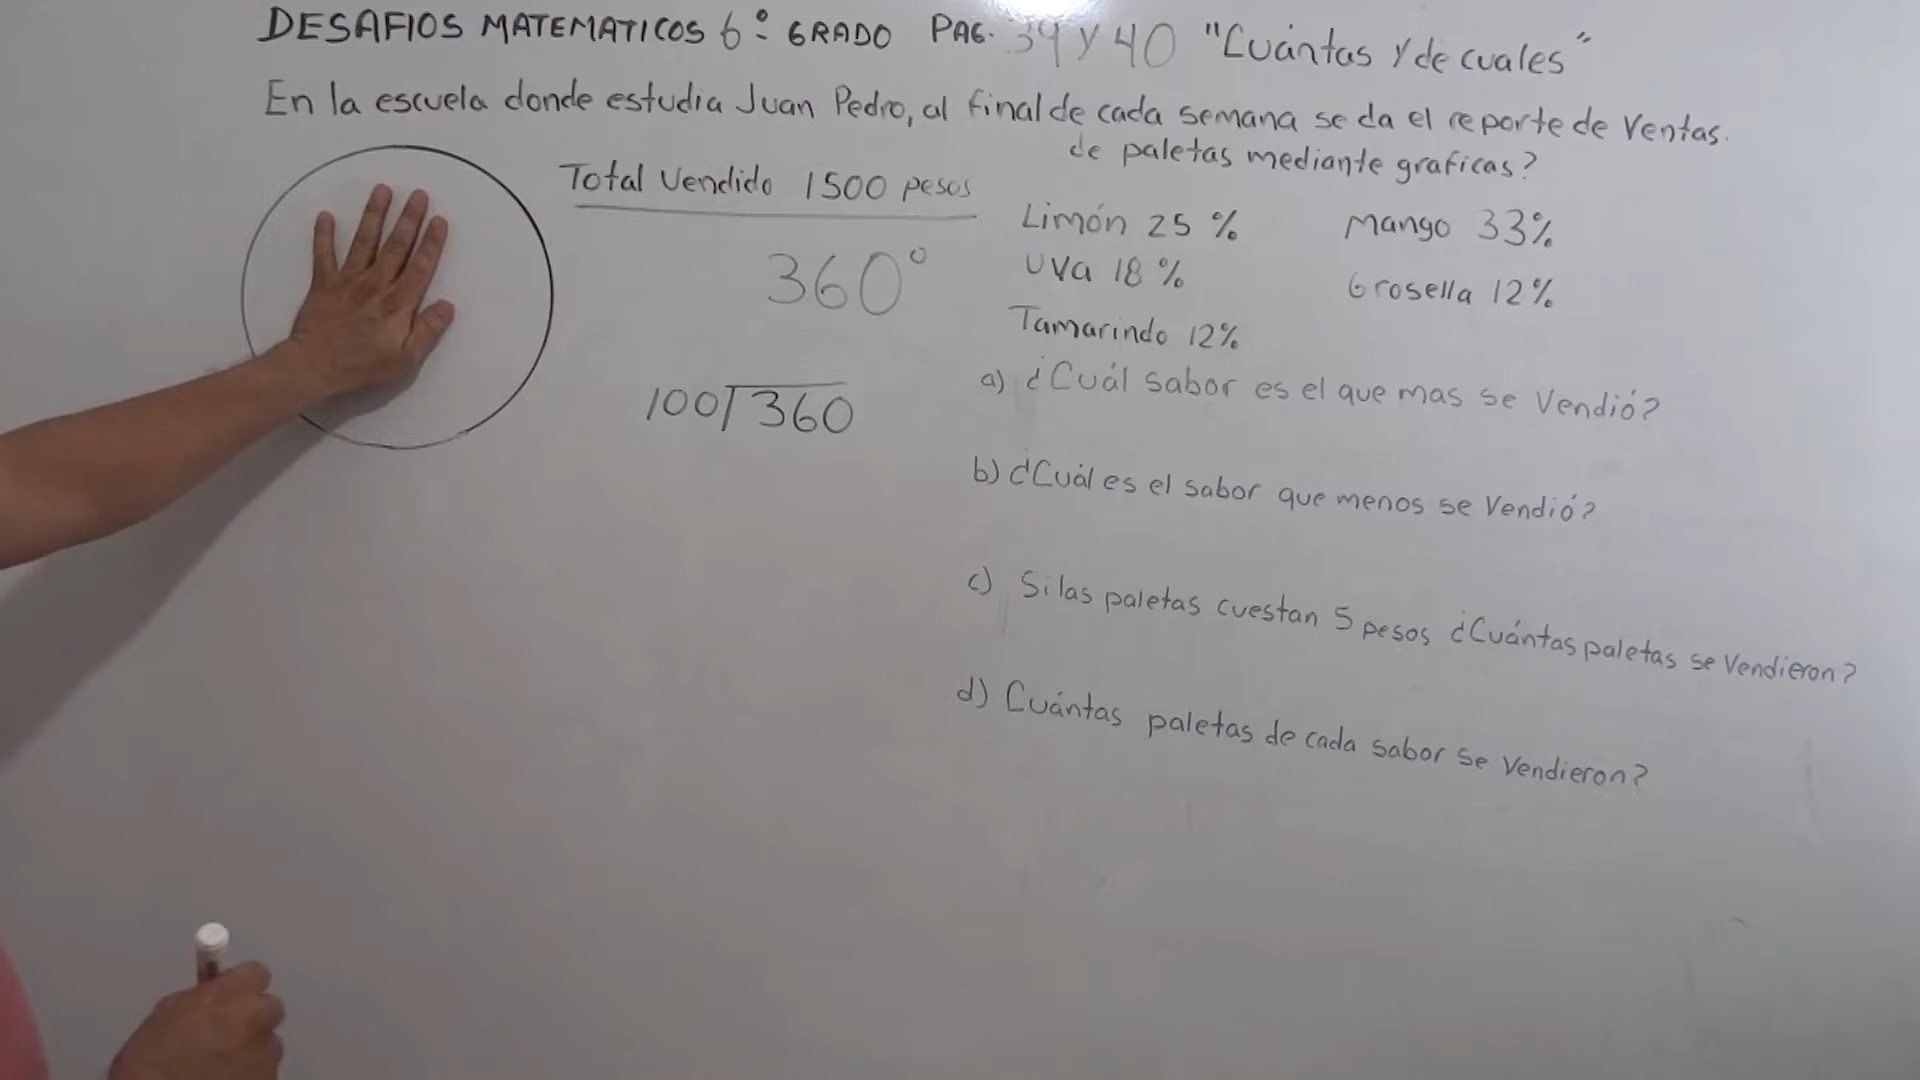 DESAFIOS MATEMATICOS 6° GRADO PAG. 39 Y 40 "Cuántas Y de cuales"
En la escuela donde estudia Juan Pedro, al final de cada semana se da el reporte de Ventas.
de paletas mediante graficas?
Total Vendido 1500 pesos
360°
100 360
Limón 25 %
Mango 33%
Uva 18 %
Grosella 12%
Tamarindo 12%
a) ¿Cuál sabor es el que mas se Vendió?
b) ¿Cuál es el sabor que menos se Vendió?
c) Si las paletas cuestan 5 pesos ¿Cuántas paletas se Vendieron?
d) Cuántas paletas de cada sabor se Vendieron?